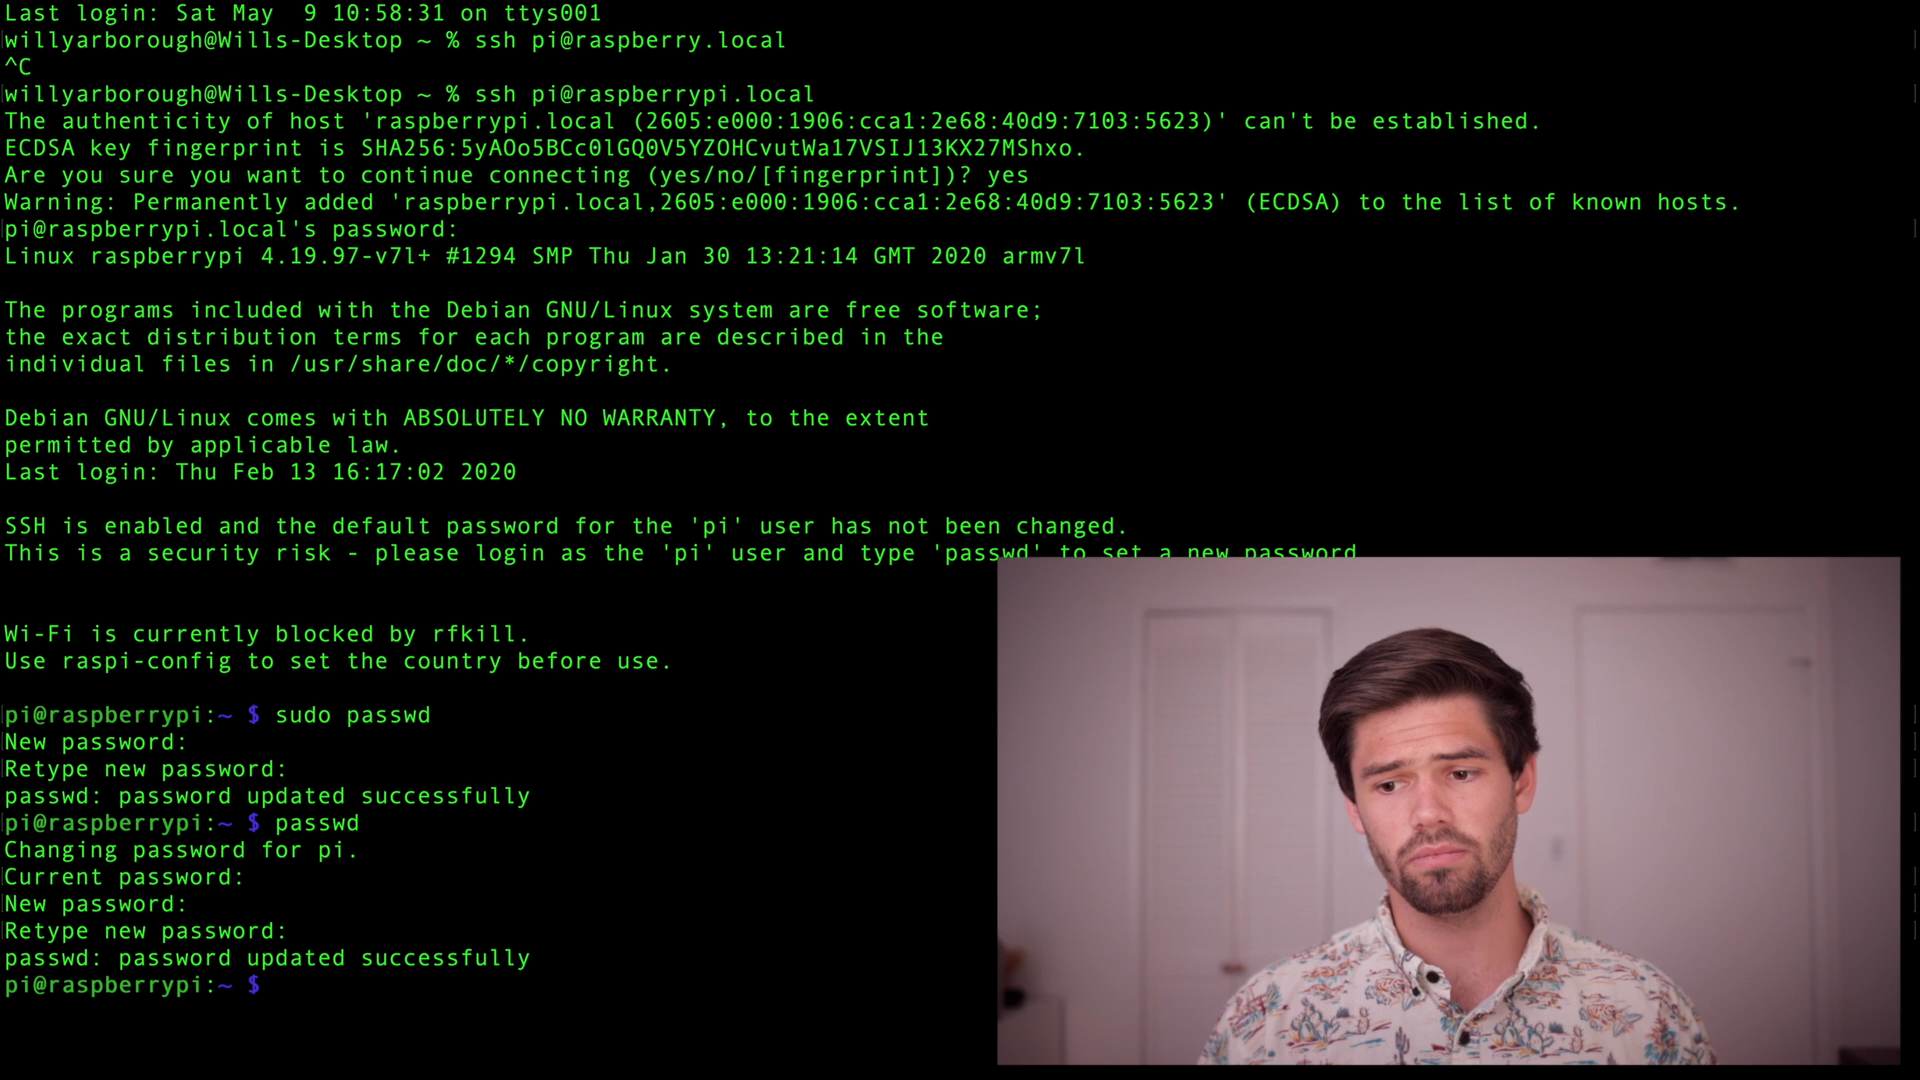 Last login: Sat May  9 10:58:31 on ttys001
willyarborough@Wills-Desktop ~ % ssh pi@raspberry.local
^C
willyarborough@Wills-Desktop ~ % ssh pi@raspberrypi.local
The authenticity of host 'raspberrypi.local (2605:e000:1906:cca1:2e68:40d9:7103:5623)' can't be established.
ECDSA key fingerprint is SHA256:5yAOo5BCc0lGQ0V5YZOHCvutWa17VSIJ13KX27MShxo.
Are you sure you want to continue connecting (yes/no/[fingerprint])? yes
Warning: Permanently added 'raspberrypi.local,2605:e000:1906:cca1:2e68:40d9:7103:5623' (ECDSA) to the list of known hosts.
pi@raspberrypi.local's password:
Linux raspberrypi 4.19.97-v7l+ #1294 SMP Thu Jan 30 13:21:14 GMT 2020 armv7l
The programs included with the Debian GNU/Linux system are free software;
the exact distribution terms for each program are described in the
individual files in /usr/share/doc/*/copyright.
Debian GNU/Linux comes with ABSOLUTELY NO WARRANTY, to the extent
permitted by applicable law.
Last login: Thu Feb 13 16:17:02 2020
SSH is enabled and the default password for the 'pi' user has not been changed.
This is a security risk - please login as the 'pi' user and type 'passwd' to set a new password
Wi-Fi is currently blocked by rfkill.
Use raspi-config to set the country before use.
pi@raspberrypi:~ $ sudo passwd
New password:
Retype new password:
passwd: password updated successfully
pi@raspberrypi:~ $ passwd
Changing password for pi.
Current password:
New password:
Retype new password:
passwd: password updated successfully
pi@raspberrypi:~ $